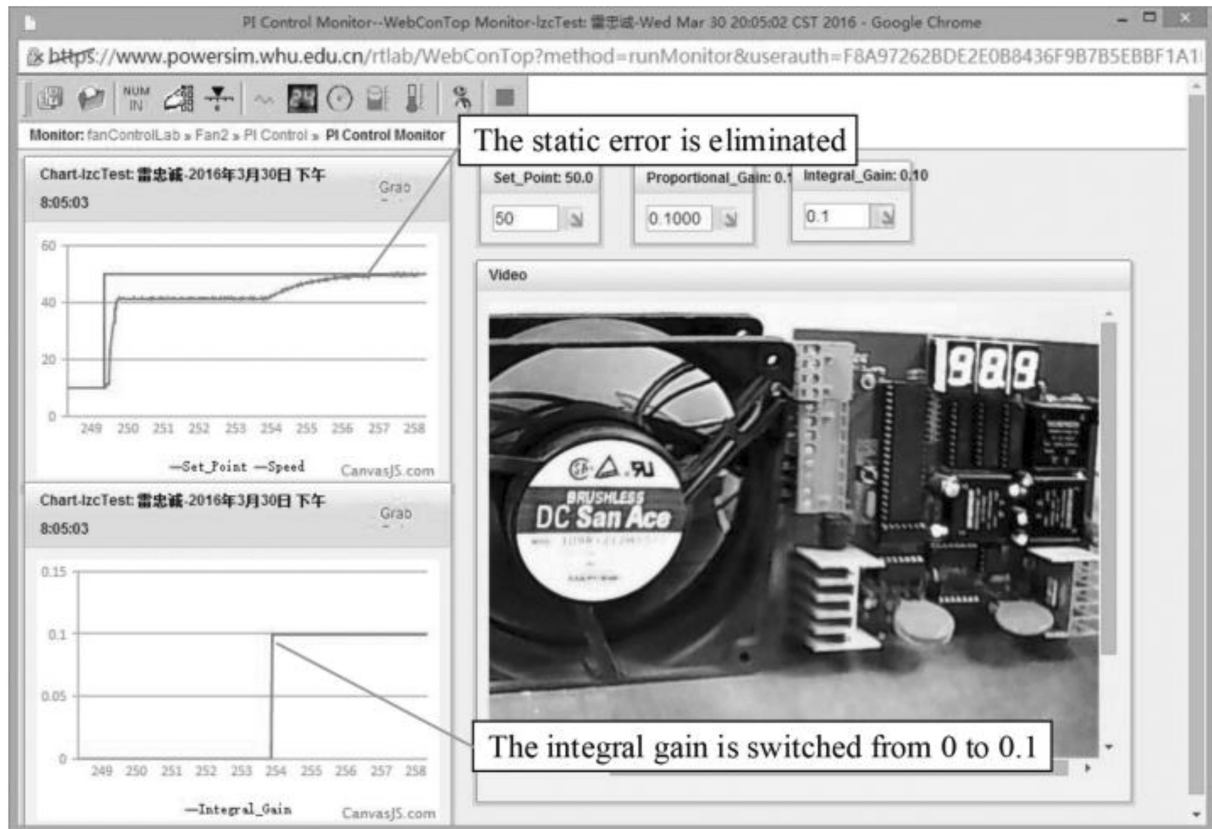 PI Control Monitor--WebConTop Monitor-lzcTest: 雷忠诚-Wed Mar 30 20:05:02 CST 2016 - Google Chrome
https://www.powersim.whu.edu.cn/rtlab/WebConTop?method=runMonitor&userauth=F8A97262BDE2E0B8436F9B7B5EBBF1A1
NUM
IN
24
Monitor: fanControlLab » Fan2 » PI Control » PI Control Monitor
The static error is eliminated
Chart-lzcTest: 雷忠诚-2016年3月30日 下午
8:05:03
Grab
60
40
20
0
249 250 251 252 253 254 255 256 257 258
Set_Point Speed
CanvasJS.com
Chart-lzcTest: 雷忠诚-2016年3月30日 下午
8:05:03
Grab
0.15
0.1
0.05
0
249 250 251 252 253 254 255 256 257 258
Integral_Gain
CanvasJS.com
Set_Point: 50.0
50
Proportional_Gain: 0.1
0.1000
Integral_Gain: 0.10
0.1
Video
BRUSHLESS
DC San Ace
The integral gain is switched from 0 to 0.1